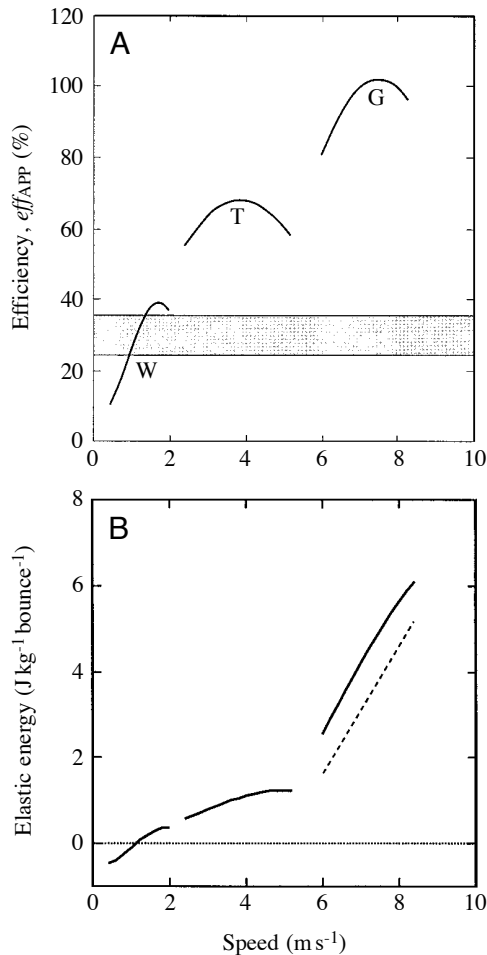 A
120
100
80
60
40
20
0
Efficiency, effAPP (%)
W
T
G
0 2 4 6 8 10
B
8
6
4
2
0
Elastic energy (J kg-1 bounce-1)
0 2 4 6 8 10
Speed (m s-1)